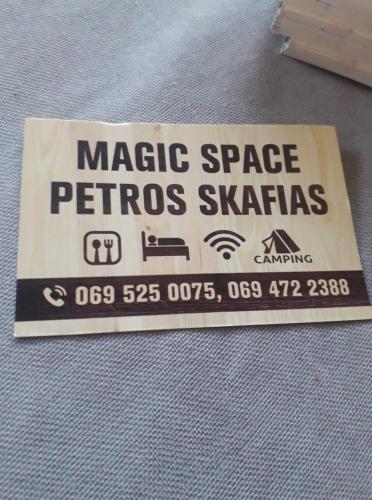 MAGIC SPACE
PETROS SKAFIAS
CAMPING
069 525 0075, 069 472 2388